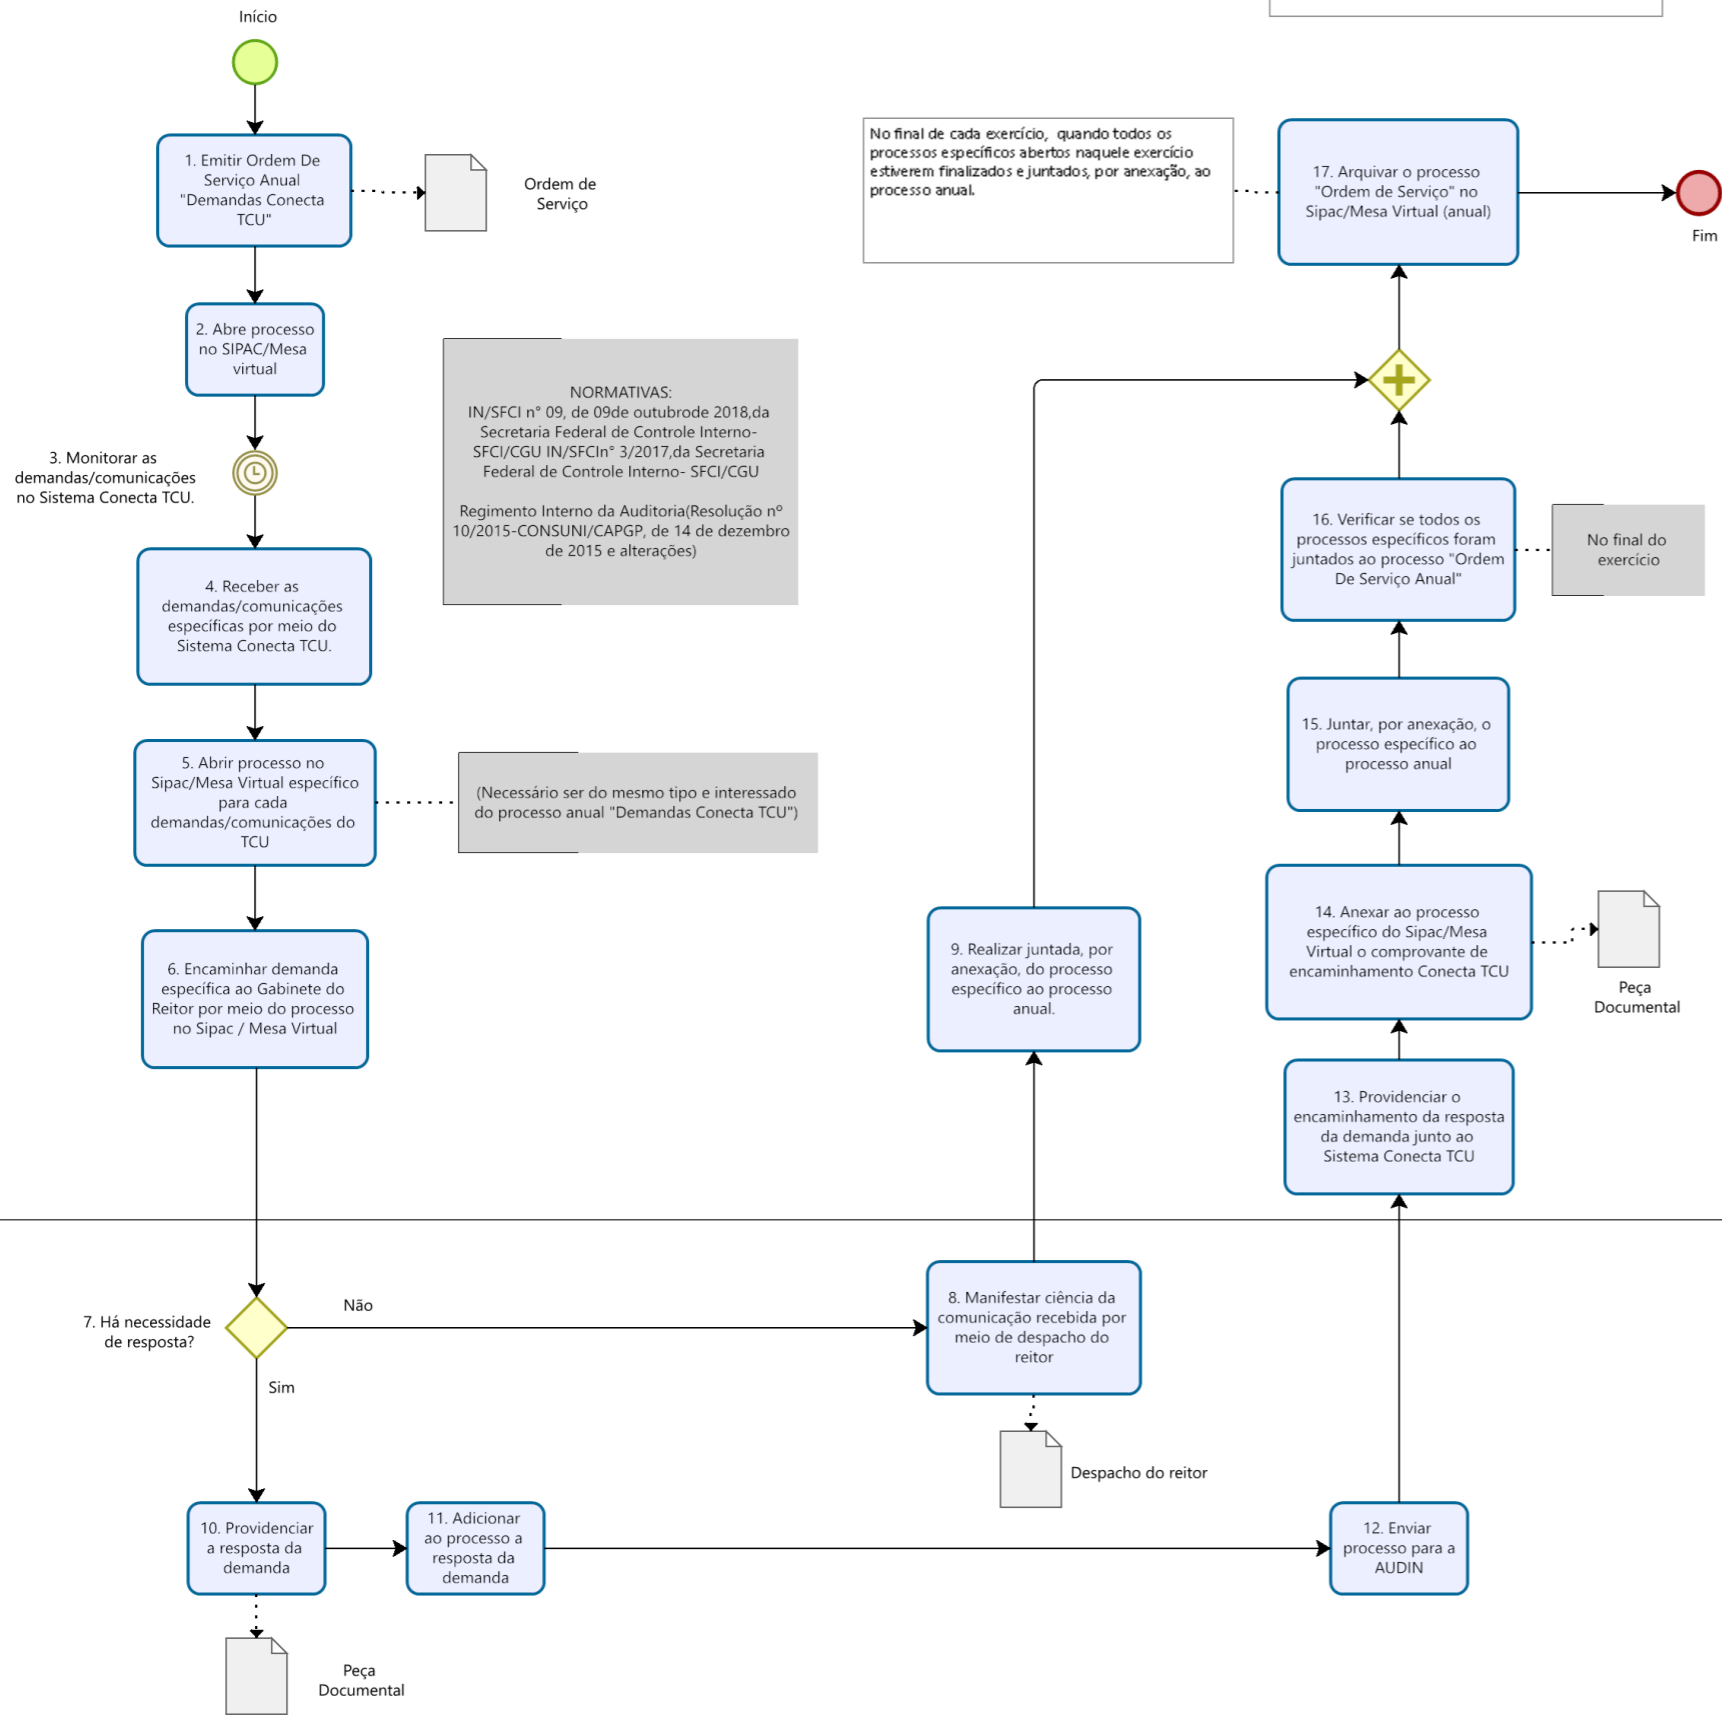 Início
1. Emitir Ordem De
Serviço Anual
"Demandas Conecta
TCU"
Ordem de
Serviço
No final de cada exercício, quando todos os
processos específicos abertos naquele exercício
estiverem finalizados e juntados, por anexação, ao
processo anual.
17. Arquivar o processo
"Ordem de Serviço" no
Sipac/Mesa Virtual (anual)
Fim
2. Abre processo
no SIPAC/Mesa
virtual
NORMATIVAS:
IN/SFCI n° 09, de 09de outubrode 2018,da
Secretaria Federal de Controle Interno-
SFCI/CGU IN/SFCIn° 3/2017,da Secretaria
Federal de Controle Interno- SFCI/CGU
Regimento Interno da Auditoria(Resolução nº
10/2015-CONSUNI/CAPGP, de 14 de dezembro
de 2015 e alterações)
3. Monitorar as
demandas/comunicações
no Sistema Conecta TCU.
4. Receber as
demandas/comunicações
específicas por meio do
Sistema Conecta TCU.
16. Verificar se todos os
processos específicos foram
juntados ao processo "Ordem
De Serviço Anual"
No final do
exercício
5. Abrir processo no
Sipac/Mesa Virtual específico
para cada
demandas/comunicações do
TCU
(Necessário ser do mesmo tipo e interessado
do processo anual "Demandas Conecta TCU")
15. Juntar, por anexação, o
processo específico ao
processo anual
6. Encaminhar demanda
específica ao Gabinete do
Reitor por meio do processo
no Sipac / Mesa Virtual
9. Realizar juntada, por
anexação, do processo
específico ao processo
anual.
14. Anexar ao processo
específico do Sipac/Mesa
Virtual o comprovante de
encaminhamento Conecta TCU
Peça
Documental
13. Providenciar o
encaminhamento da resposta
da demanda junto ao
Sistema Conecta TCU
7. Há necessidade
de resposta?
Não
Sim
8. Manifestar ciência da
comunicação recebida por
meio de despacho do
reitor
Despacho do reitor
10. Providenciar
a resposta da
demanda
11. Adicionar
ao processo a
resposta da
demanda
12. Enviar
processo para a
AUDIN
Peça
Documental